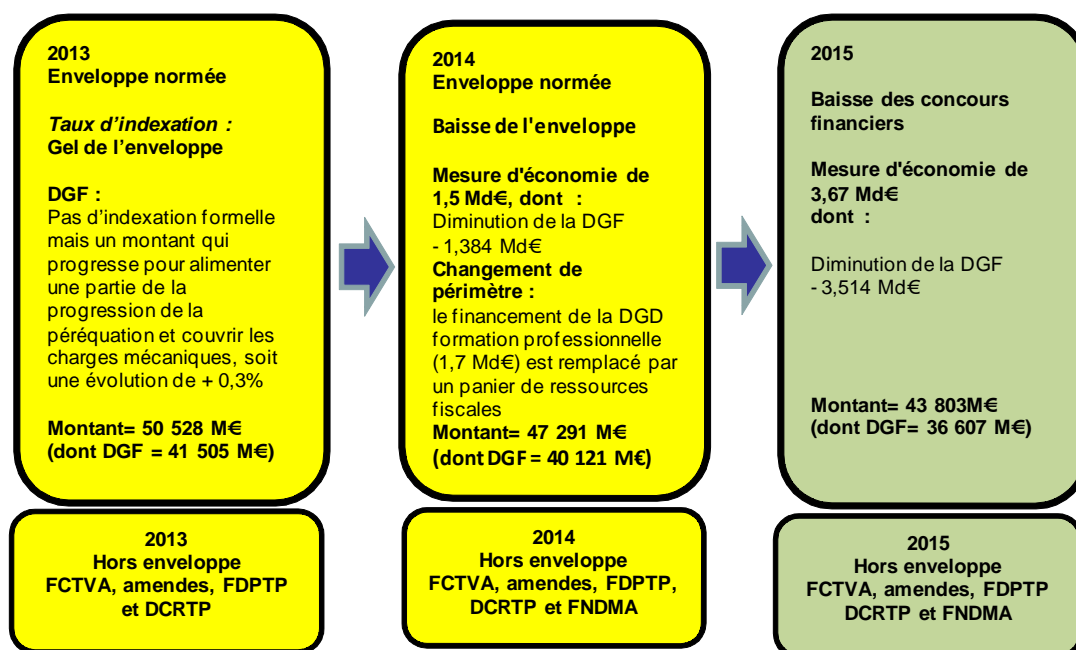 2013
Enveloppe normée
Taux d'indexation :
Gel de l'enveloppe
DGF :
Pas d'indexation formelle
mais un montant qui
progresse pour alimenter
une partie de la
progression de la
péréquation et couvrir les
charges mécaniques, soit
une évolution de + 0,3%
Montant= 50 528 M€
(dont DGF = 41 505 M€)
2013
Hors enveloppe
FCTVA, amendes, FDPTP
et DCRTP
2014
Enveloppe normée
Baisse de l'enveloppe
Mesure d'économie de
1,5 Md€, dont :
Diminution de la DGF
- 1,384 Md€
Changement de
périmètre :
le financement de la DGD
formation professionnelle
(1,7 Md€) est remplacé par
un panier de ressources
fiscales
Montant= 47 291 M€
(dont DGF = 40 121 M€)
2014
Hors enveloppe
FCTVA, amendes, FDPTP,
DCRTP et FNDMA
2015
Baisse des concours
financiers
Mesure d'économie de
3,67 Md€
dont :
Diminution de la DGF
- 3,514 Md€
Montant= 43 803M€
(dont DGF= 36 607 M€)
2015
Hors enveloppe
FCTVA, amendes, FDPTP
DCRTP et FNDMA